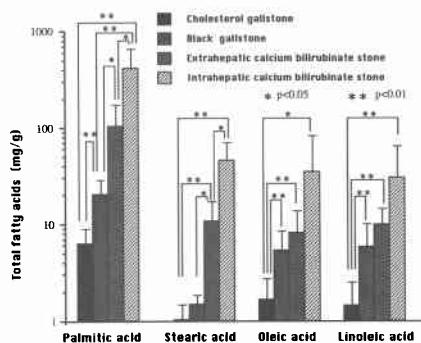 Cholesterol gallstone
Black gallstone
Extrahepatic calcium bilirubinate stone
Intrahepatic calcium bilirubinate stone
* p<0.05 ** p<0.01
Total fatty acids (mg/g)
1000
100
10
1
** ** * * **
** ** * * **
* ** **
** ** **
Palmitic acid Stearic acid Oleic acid Linoleic acid